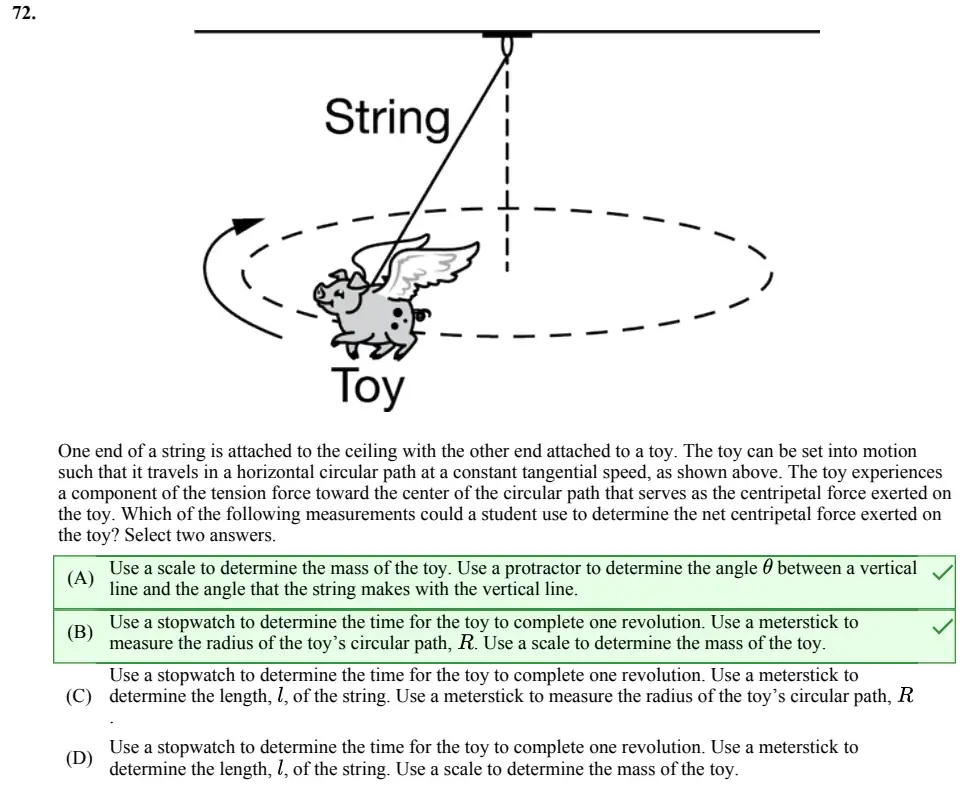 72.
String
Toy
One end of a string is attached to the ceiling with the other end attached to a toy. The toy can be set into motion
such that it travels in a horizontal circular path at a constant tangential speed, as shown above. The toy experiences
a component of the tension force toward the center of the circular path that serves as the centripetal force exerted on
the toy. Which of the following measurements could a student use to determine the net centripetal force exerted on
the toy? Select two answers.
(A) Use a scale to determine the mass of the toy. Use a protractor to determine the angle θ between a vertical
line and the angle that the string makes with the vertical line.
(B) Use a stopwatch to determine the time for the toy to complete one revolution. Use a meterstick to
measure the radius of the toy’s circular path, R. Use a scale to determine the mass of the toy.
(C) Use a stopwatch to determine the time for the toy to complete one revolution. Use a meterstick to
determine the length, l, of the string. Use a meterstick to measure the radius of the toy’s circular path, R
.
(D) Use a stopwatch to determine the time for the toy to complete one revolution. Use a meterstick to
determine the length, l, of the string. Use a scale to determine the mass of the toy.